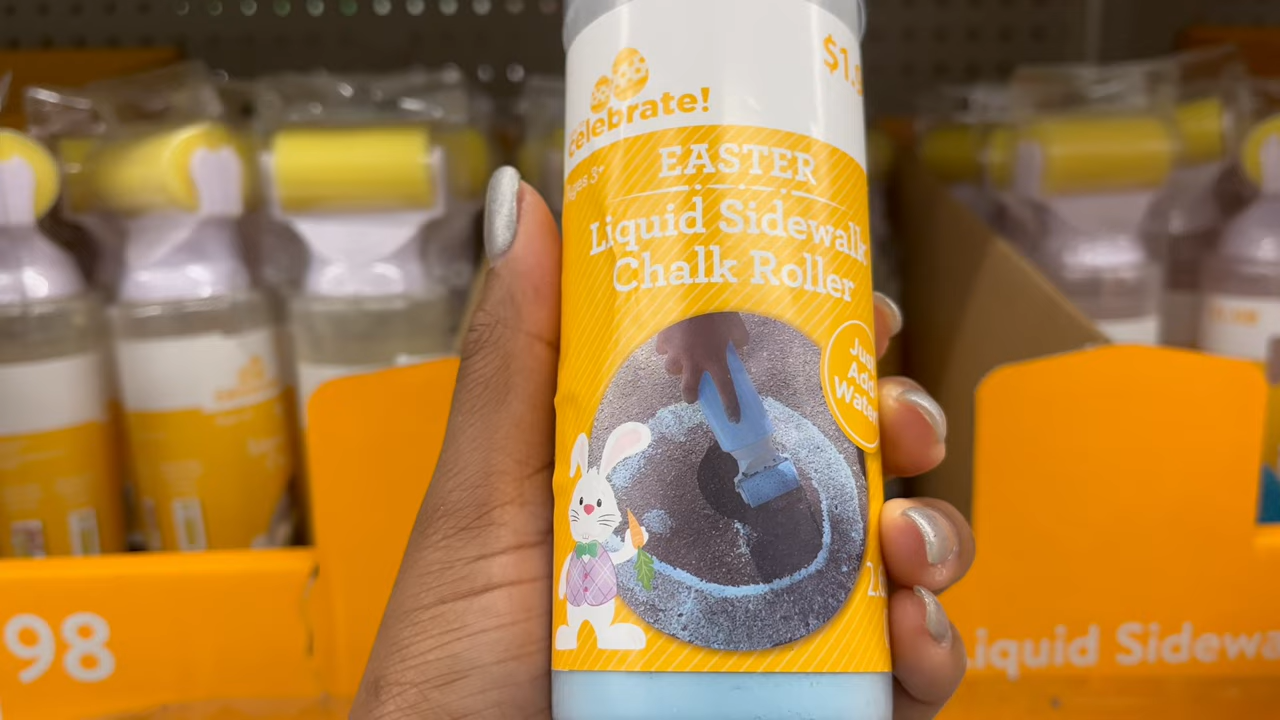 celebrate!
Ages 3+
EASTER
Liquid Sidewalk
Chalk Roller
Just
Add
Water
98
Liquid Sidewa